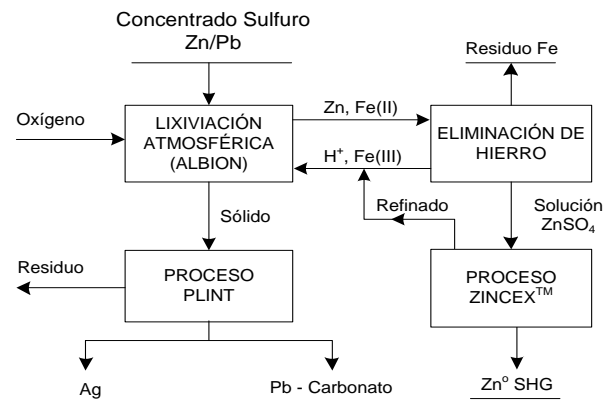 Concentrado Sulfuro
Zn/Pb
Residuo Fe
Oxígeno
LIXIVIACIÓN
ATMOSFÉRICA
(ALBION)
Zn, Fe(II)
H⁺, Fe(III)
ELIMINACIÓN DE
HIERRO
Refinado
Solución
ZnSO₄
Sólido
Residuo
PROCESO
PLINT
PROCESO
ZINCEX™
Ag
Pb - Carbonato
Zn° SHG